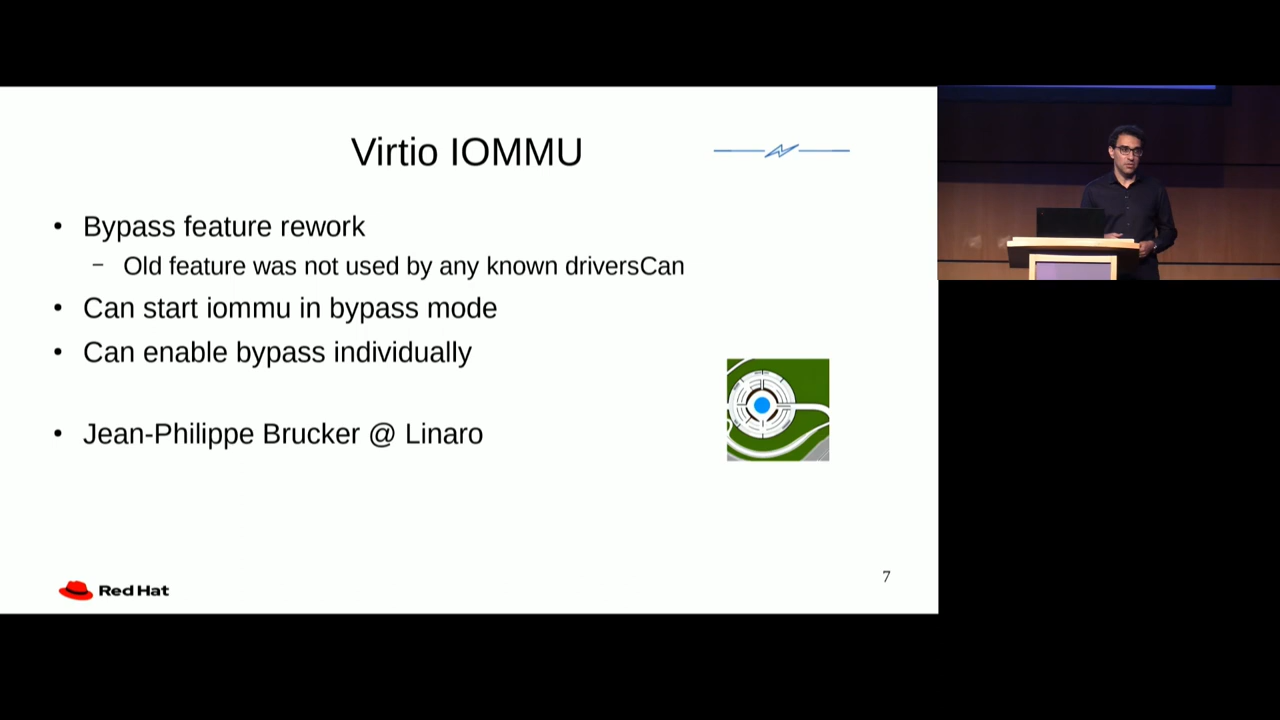 Virtio IOMMU
• Bypass feature rework
– Old feature was not used by any known driversCan
• Can start iommu in bypass mode
• Can enable bypass individually
• Jean-Philippe Brucker @ Linaro
7
Red Hat